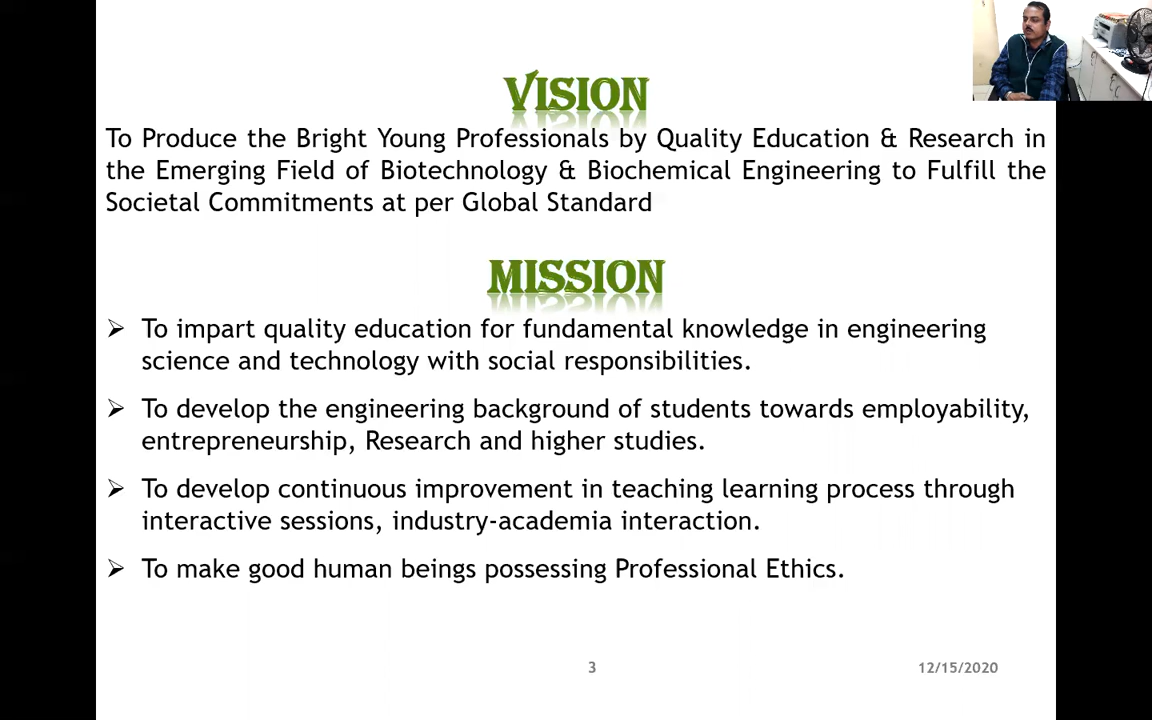 VISION
To Produce the Bright Young Professionals by Quality Education & Research in
the Emerging Field of Biotechnology & Biochemical Engineering to Fulfill the
Societal Commitments at per Global Standard
MISSION
➢ To impart quality education for fundamental knowledge in engineering
science and technology with social responsibilities.
➢ To develop the engineering background of students towards employability,
entrepreneurship, Research and higher studies.
➢ To develop continuous improvement in teaching learning process through
interactive sessions, industry-academia interaction.
➢ To make good human beings possessing Professional Ethics.
3
12/15/2020